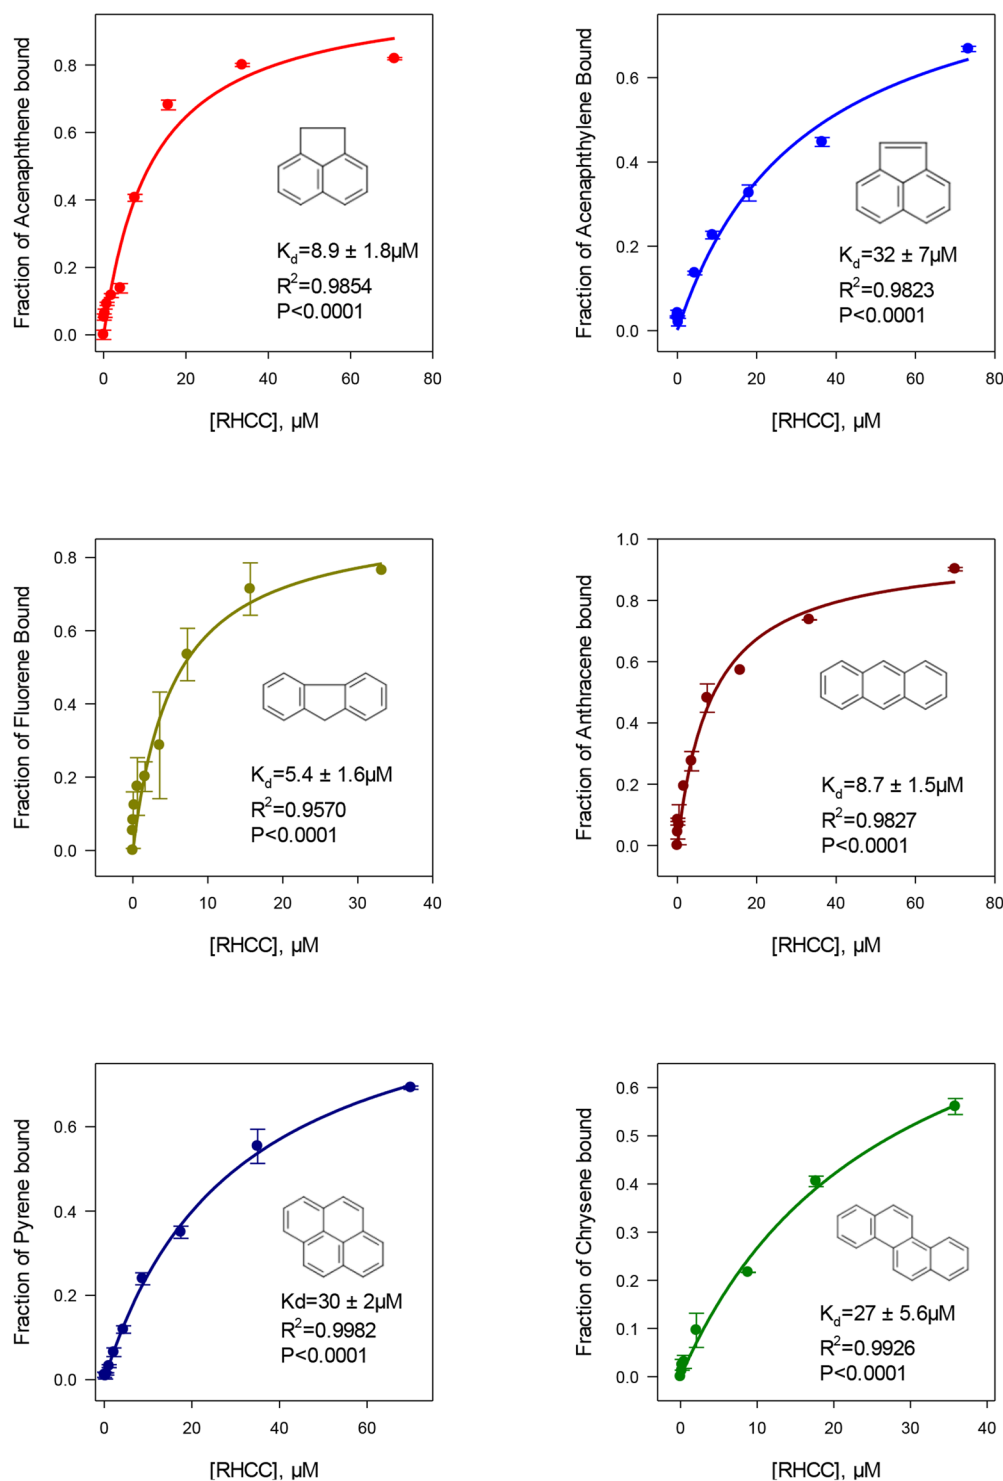 Fraction of Acenaphthene bound
0.8
0.6
0.4
0.2
0.0
K_d=8.9 ± 1.8µM
R²=0.9854
P<0.0001
0 20 40 60 80
[RHCC], µM
Fraction of Acenaphthylene Bound
0.6
0.4
0.2
0.0
K_d=32 ± 7µM
R²=0.9823
P<0.0001
0 20 40 60 80
[RHCC], µM
Fraction of Fluorene Bound
0.8
0.6
0.4
0.2
0.0
K_d=5.4 ± 1.6µM
R²=0.9570
P<0.0001
0 10 20 30 40
[RHCC], µM
Fraction of Anthracene bound
1.0
0.8
0.6
0.4
0.2
0.0
K_d=8.7 ± 1.5µM
R²=0.9827
P<0.0001
0 20 40 60 80
[RHCC], µM
Fraction of Pyrene bound
0.6
0.4
0.2
0.0
Kd=30 ± 2µM
R²=0.9982
P<0.0001
0 20 40 60
[RHCC], µM
Fraction of Chrysene bound
0.6
0.5
0.4
0.3
0.2
0.1
0.0
K_d=27 ± 5.6µM
R²=0.9926
P<0.0001
0 10 20 30 40
[RHCC], µM